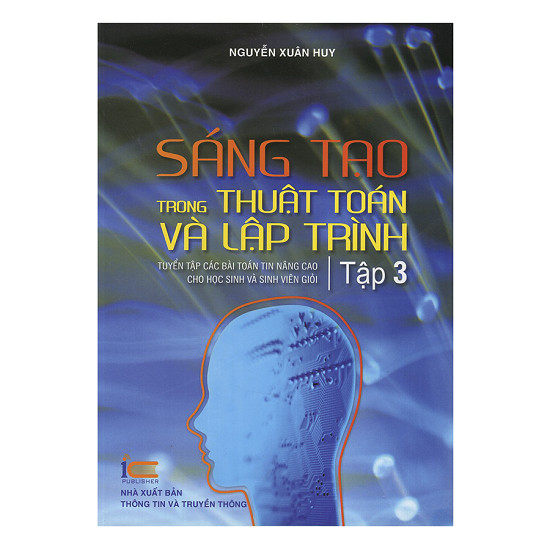 NGUYỄN XUÂN HUY
SÁNG TẠO
TRONG THUẬT TOÁN
VÀ LẬP TRÌNH
TUYỂN TẬP CÁC BÀI TOÁN TIN NÂNG CAO
CHO HỌC SINH VÀ SINH VIÊN GIỎI
Tập 3
ic
PUBLISHER
NHÀ XUẤT BẢN
THÔNG TIN VÀ TRUYỀN THÔNG